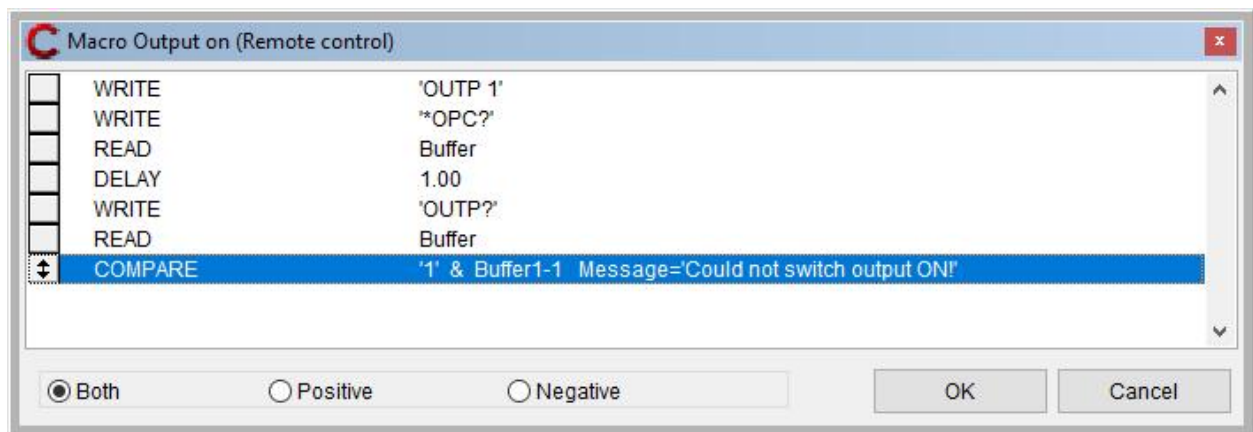 Macro Output on (Remote control)
WRITE 'OUTP 1'
WRITE '*OPC?'
READ Buffer
DELAY 1.00
WRITE 'OUTP?'
READ Buffer
COMPARE '1' & Buffer1-1 Message='Could not switch output ON!'
Both Positive Negative OK Cancel